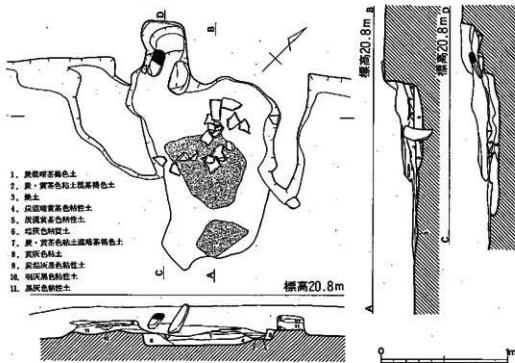 D
B
1. 炭混暗茶褐色土
2. 炭・黄茶色粘土混茶褐色土
3. 焼土
4. 炭混暗黄茶色粘性土
5. 炭混黄茶色粘性土
6. 暗灰色粘質土
7. 炭・黄茶色粘土混暗茶褐色土
8. 黄灰色粘土
9. 炭混灰黒色粘性土
10. 明灰黒色粘性土
11. 黒灰色粘性土
C
A
標高20.8m
B
標高20.8m
A
D
標高20.8m
C
0
1m